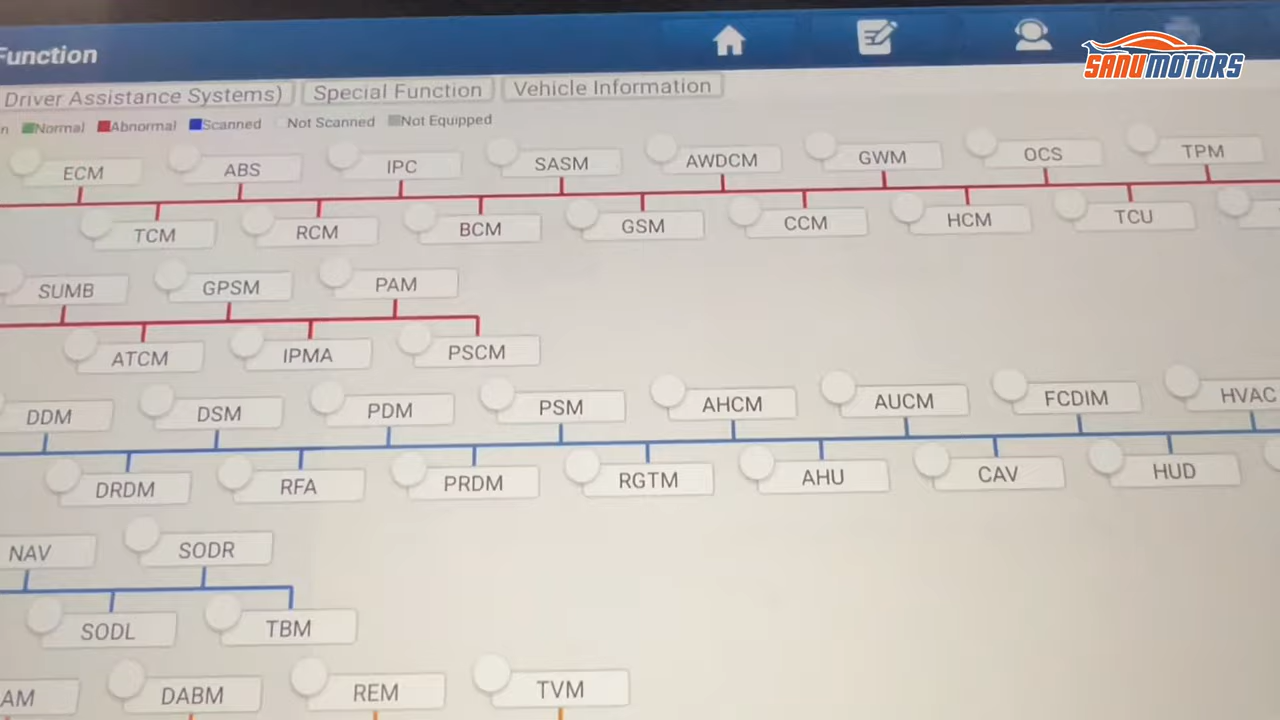 Function
SANUMOTORS
Driver Assistance Systems) Special Function Vehicle Information
n Normal Abnormal Scanned Not Scanned Not Equipped
ECM ABS IPC SASM AWDCM GWM OCS TPM
TCM RCM BCM GSM CCM HCM TCU
SUMB GPSM PAM
ATCM IPMA PSCM
DDM DSM PDM PSM AHCM AUCM FCDIM HVAC
DRDM RFA PRDM RGTM AHU CAV HUD
NAV SODR
SODL TBM
AM DABM REM TVM